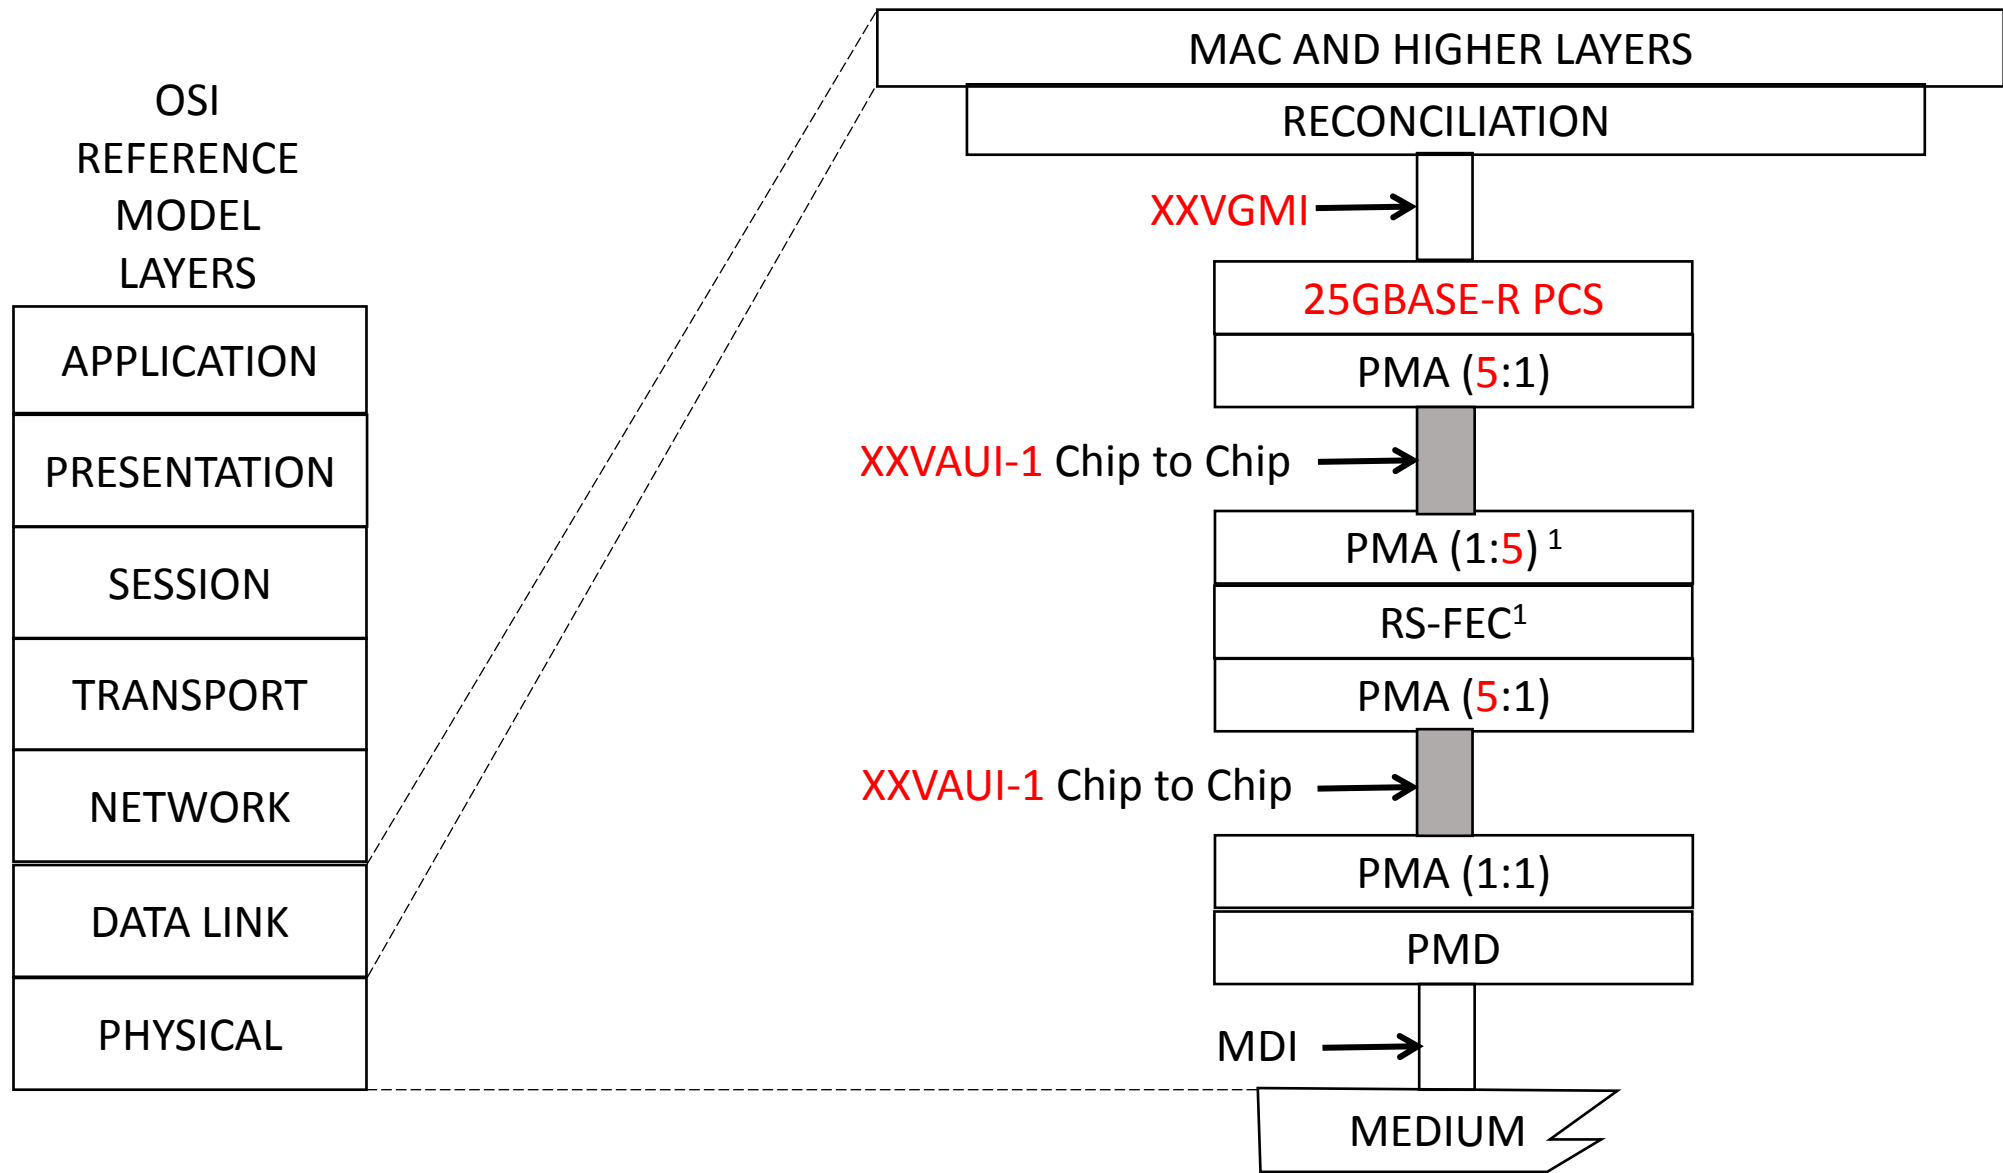 OSI
REFERENCE
MODEL
LAYERS
APPLICATION
PRESENTATION
SESSION
TRANSPORT
NETWORK
DATA LINK
PHYSICAL
MAC AND HIGHER LAYERS
RECONCILIATION
XXVGMI
25GBASE-R PCS
PMA (5:1)
XXVAUI-1 Chip to Chip
PMA (1:5) 1
RS-FEC1
PMA (5:1)
XXVAUI-1 Chip to Chip
PMA (1:1)
PMD
MDI
MEDIUM